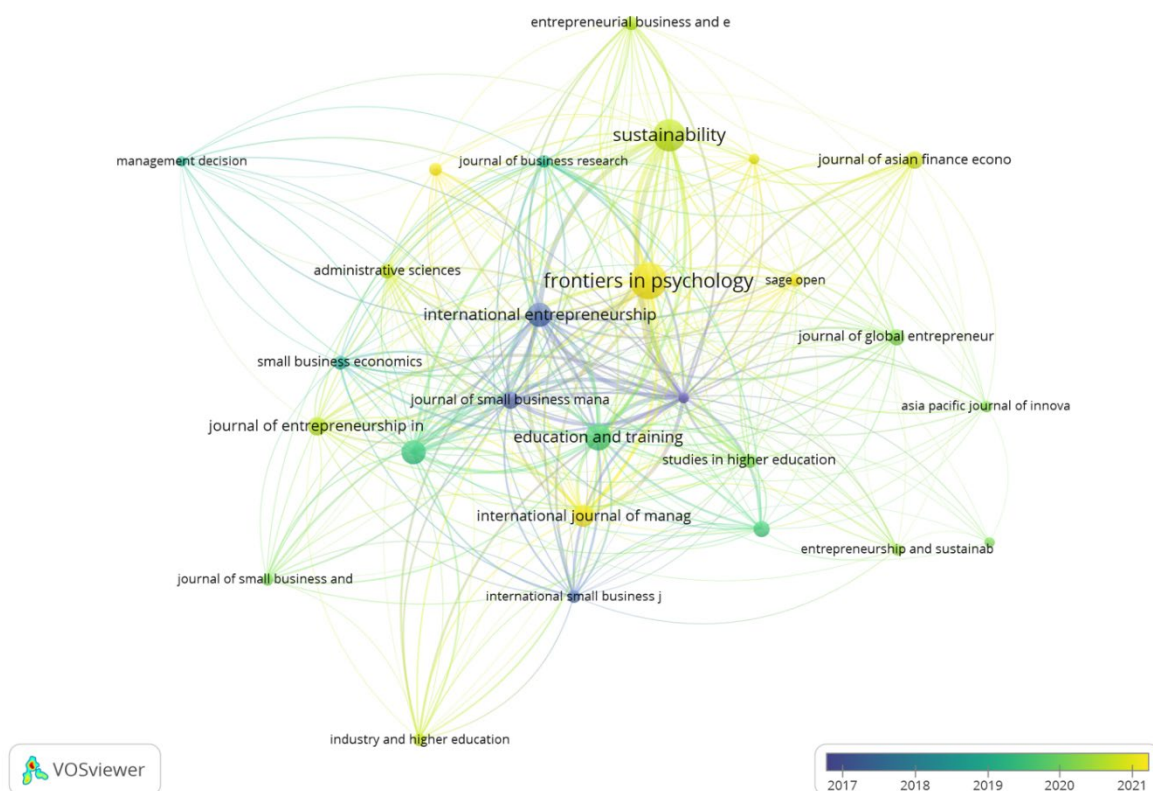 entrepreneurial business and e
sustainability
management decision
journal of business research
journal of asian finance econo
administrative sciences
frontiers in psychology
sage open
international entrepreneurship
journal of global entrepreneur
small business economics
journal of small business mana
asia pacific journal of innova
journal of entrepreneurship in
education and training
studies in higher education
international journal of manag
entrepreneurship and sustainab
journal of small business and
international small business j
industry and higher education
VOSviewer
2017 2018 2019 2020 2021